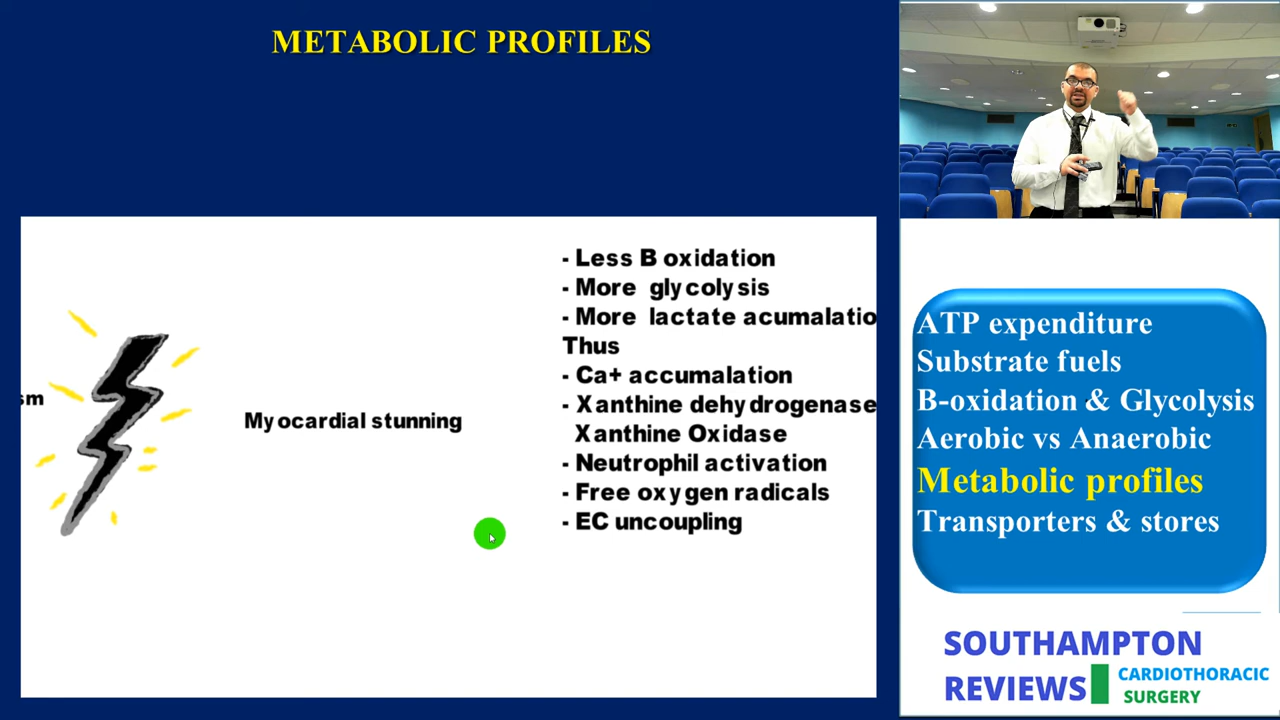 METABOLIC PROFILES
- Less B oxidation
- More glycolysis
- More lactate acumalatio
Thus
- Ca+ accumalation
- Xanthine dehydrogenase
Xanthine Oxidase
- Neutrophil activation
- Free oxygen radicals
- EC uncoupling
sm
Myocardial stunning
ATP expenditure
Substrate fuels
B-oxidation & Glycolysis
Aerobic vs Anaerobic
Metabolic profiles
Transporters & stores
SOUTHAMPTON
REVIEWS
CARDIOTHORACIC
SURGERY